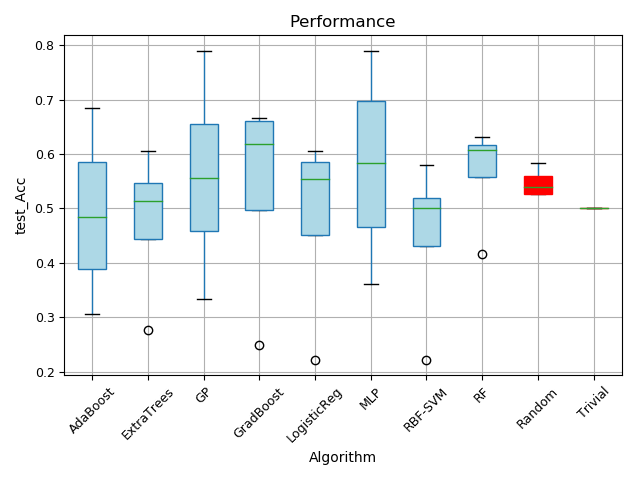 Performance
0.8
0.7
0.6
0.5
0.4
0.3
0.2
test_Acc
AdaBoost
ExtraTrees
GP
GradBoost
LogisticReg
MLP
RBF-SVM
RF
Random
Trivial
Algorithm